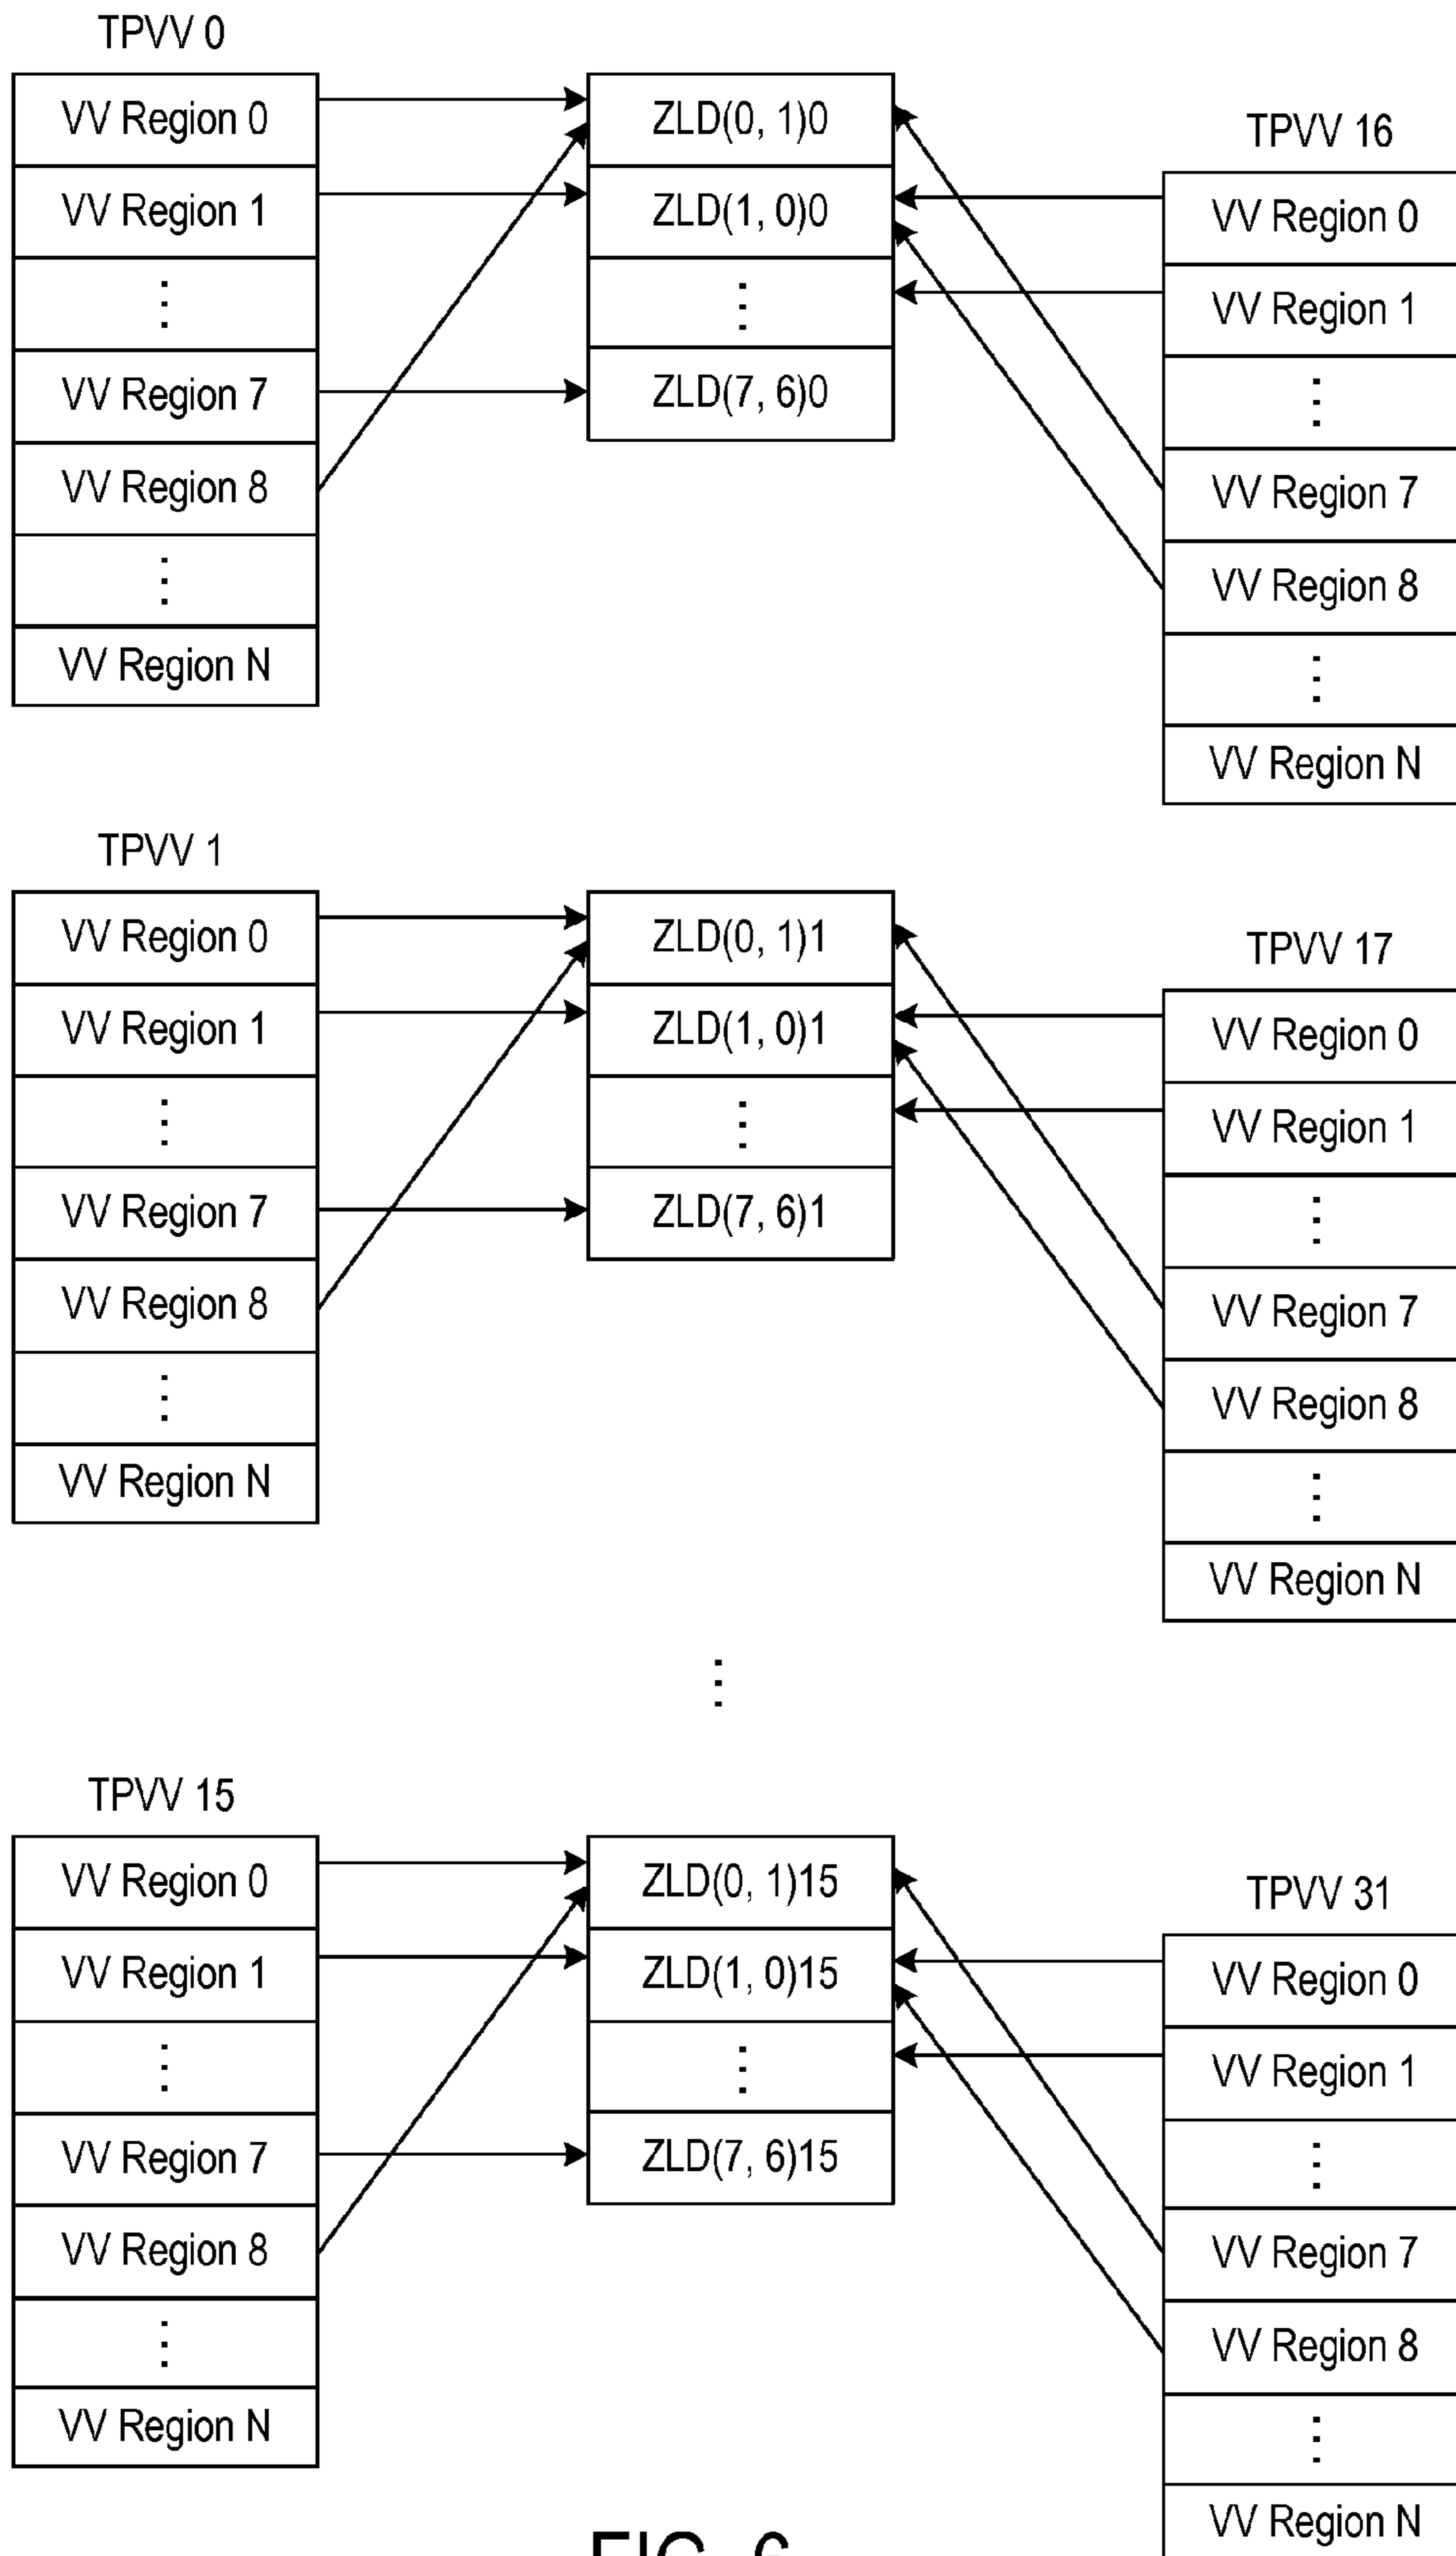 TPVV 0
VV Region 0
VV Region 1
⋮
VV Region 7
VV Region 8
⋮
VV Region N
ZLD(0, 1)0
ZLD(1, 0)0
⋮
ZLD(7, 6)0
TPVV 16
VV Region 0
VV Region 1
⋮
VV Region 7
VV Region 8
⋮
VV Region N
TPVV 1
VV Region 0
VV Region 1
⋮
VV Region 7
VV Region 8
⋮
VV Region N
ZLD(0, 1)1
ZLD(1, 0)1
⋮
ZLD(7, 6)1
TPVV 17
VV Region 0
VV Region 1
⋮
VV Region 7
VV Region 8
⋮
VV Region N
⋮
TPVV 15
VV Region 0
VV Region 1
⋮
VV Region 7
VV Region 8
⋮
VV Region N
ZLD(0, 1)15
ZLD(1, 0)15
⋮
ZLD(7, 6)15
TPVV 31
VV Region 0
VV Region 1
⋮
VV Region 7
VV Region 8
⋮
VV Region N
FIG. 6